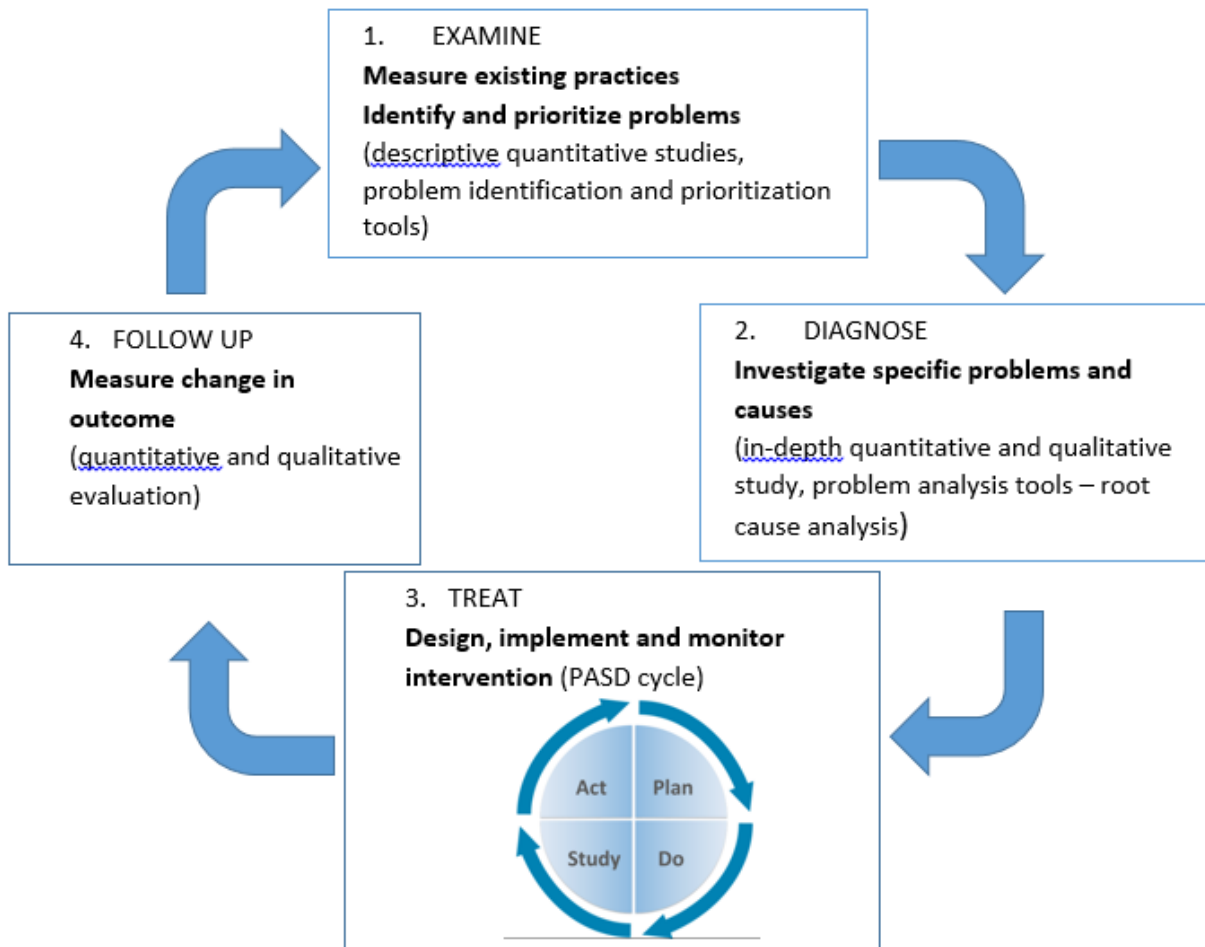 1. EXAMINE
Measure existing practices
Identify and prioritize problems
(descriptive quantitative studies,
problem identification and prioritization
tools)
2. DIAGNOSE
Investigate specific problems and
causes
(in-depth quantitative and qualitative
study, problem analysis tools – root
cause analysis)
3. TREAT
Design, implement and monitor
intervention (PASD cycle)
Act
Plan
Study
Do
4. FOLLOW UP
Measure change in
outcome
(quantitative and qualitative
evaluation)